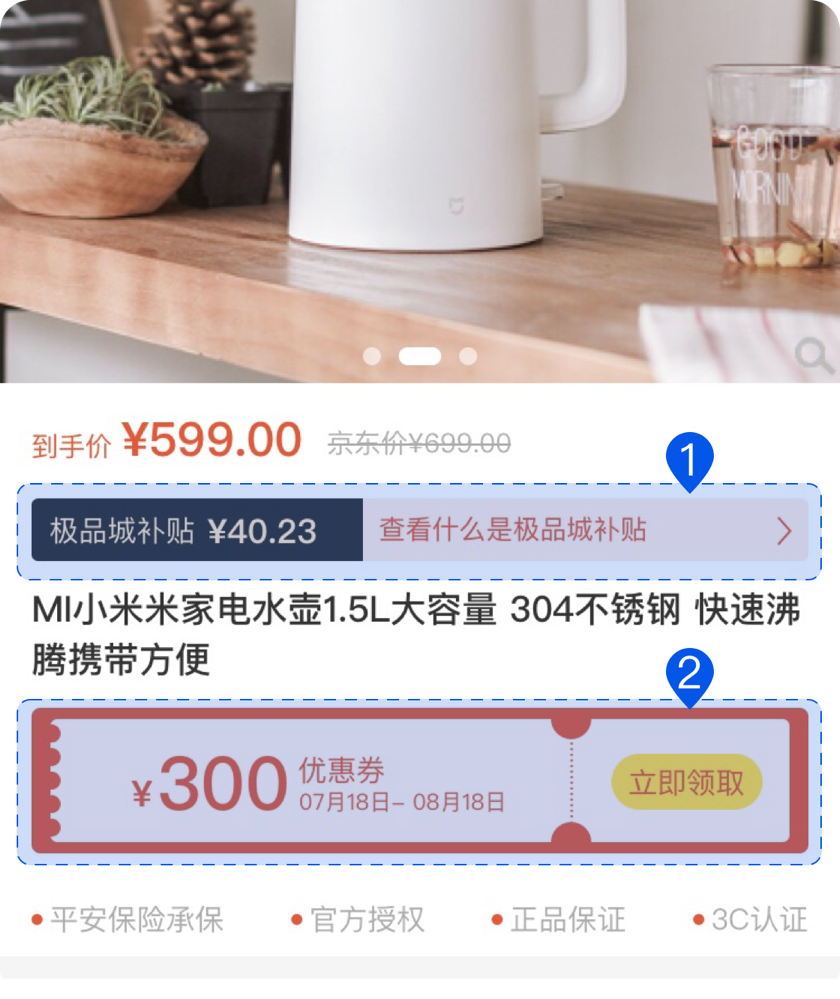 GOOD
MORNING
到手价 ¥599.00 京东价¥699.00
1
极品城补贴 ¥40.23 查看什么是极品城补贴
MI小米米家电水壶1.5L大容量 304不锈钢 快速沸
腾携带方便
2
¥300 优惠券
07月18日– 08月18日
立即领取
平安保险承保 官方授权 正品保证 3C认证